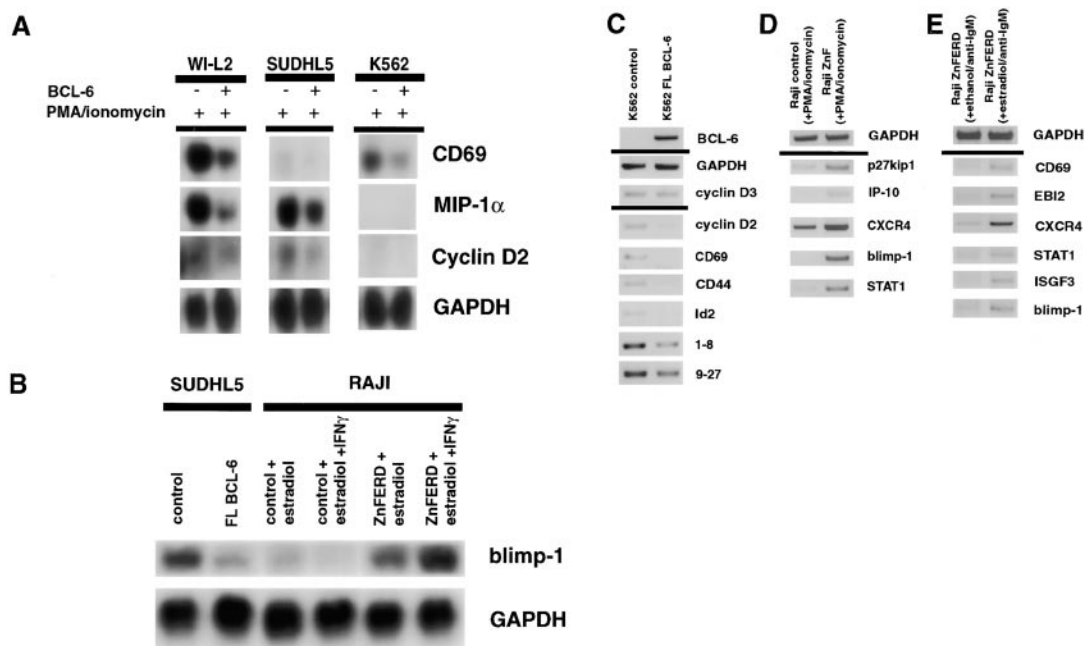 A
WI-L2 SUDHL5 K562
BCL-6 - + - + - +
PMA/ionomycin + + + + + +
CD69
MIP-1α
Cyclin D2
GAPDH
B
SUDHL5 RAJI
control
FL BCL-6
control + estradiol
control + estradiol +IFNγ
ZnFERD + estradiol
ZnFERD + estradiol +IFNγ
blimp-1
GAPDH
C
K562 control
K562 FL BCL-6
BCL-6
GAPDH
cyclin D3
cyclin D2
CD69
CD44
Id2
1-8
9-27
D
Raji control
(+PMA/ionmycin)
Raji ZnF
(+PMA/ionomycin)
GAPDH
p27kip1
IP-10
CXCR4
blimp-1
STAT1
E
Raji ZnFERD
(+ethanol/anti-IgM)
Raji ZnFERD
(+estradiol/anti-IgM)
GAPDH
CD69
EBI2
CXCR4
STAT1
ISGF3
blimp-1